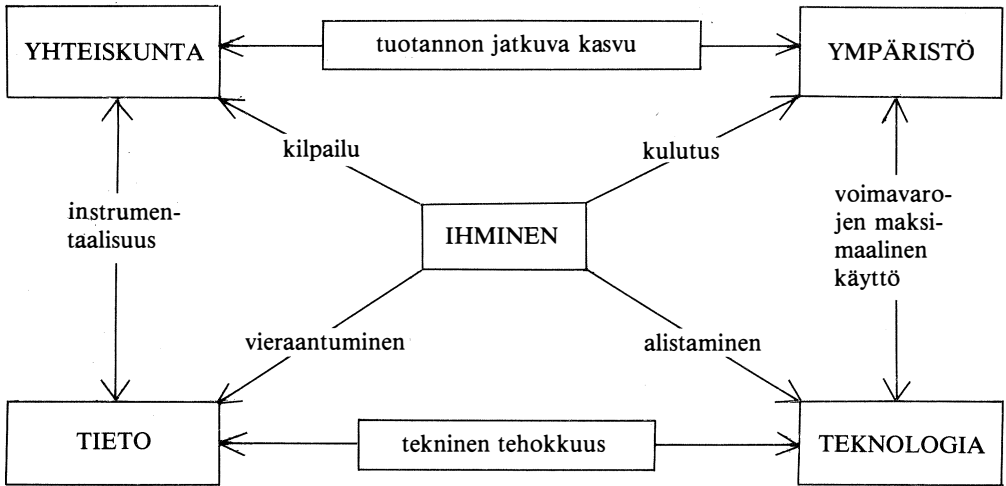 YHTEISKUNTA
tuotannon jatkuva kasvu
YMPÄRISTÖ
kilpailu
kulutus
instrumen-
taalisuus
IHMINEN
voimavaro-
jen maksi-
maalinen
käyttö
vieraantuminen
alistaminen
TIETO
tekninen tehokkuus
TEKNOLOGIA